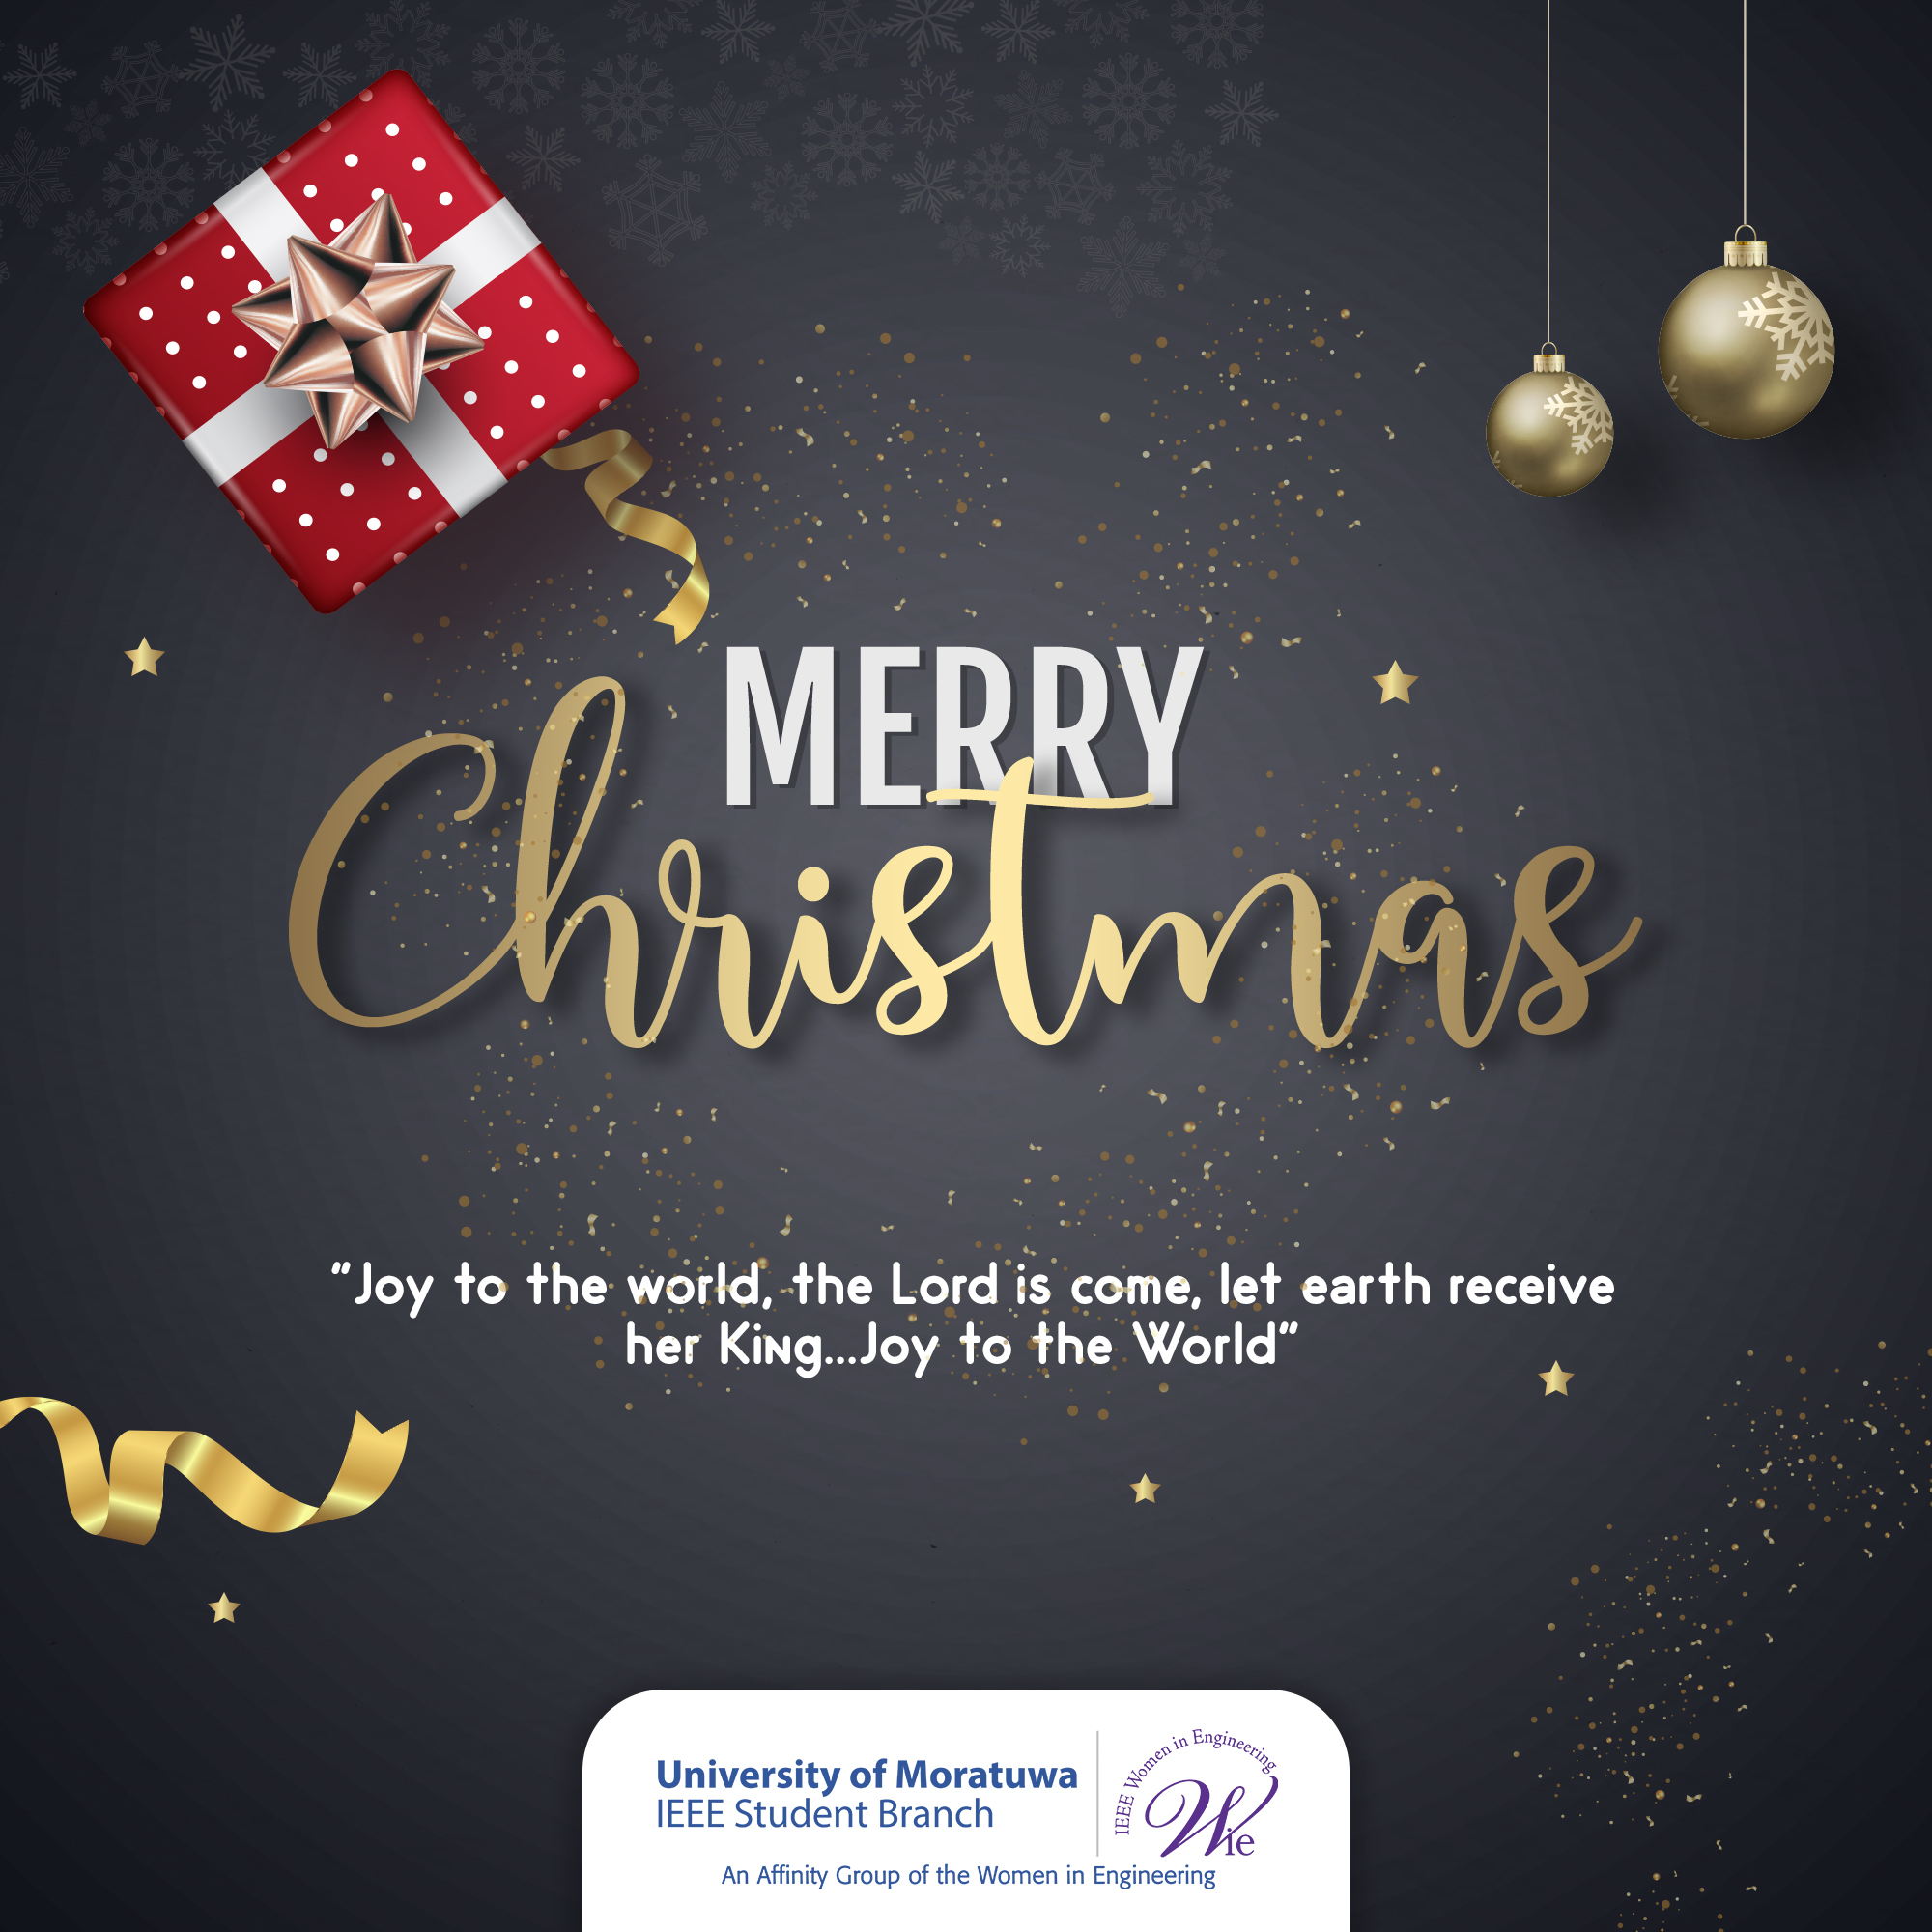 MERRY
Christmas
"Joy to the world, the Lord is come, let earth receive
her King...Joy to the World"
University of Moratuwa
IEEE Student Branch
IEEE Women in Engineering
Wie
An Affinity Group of the Women in Engineering